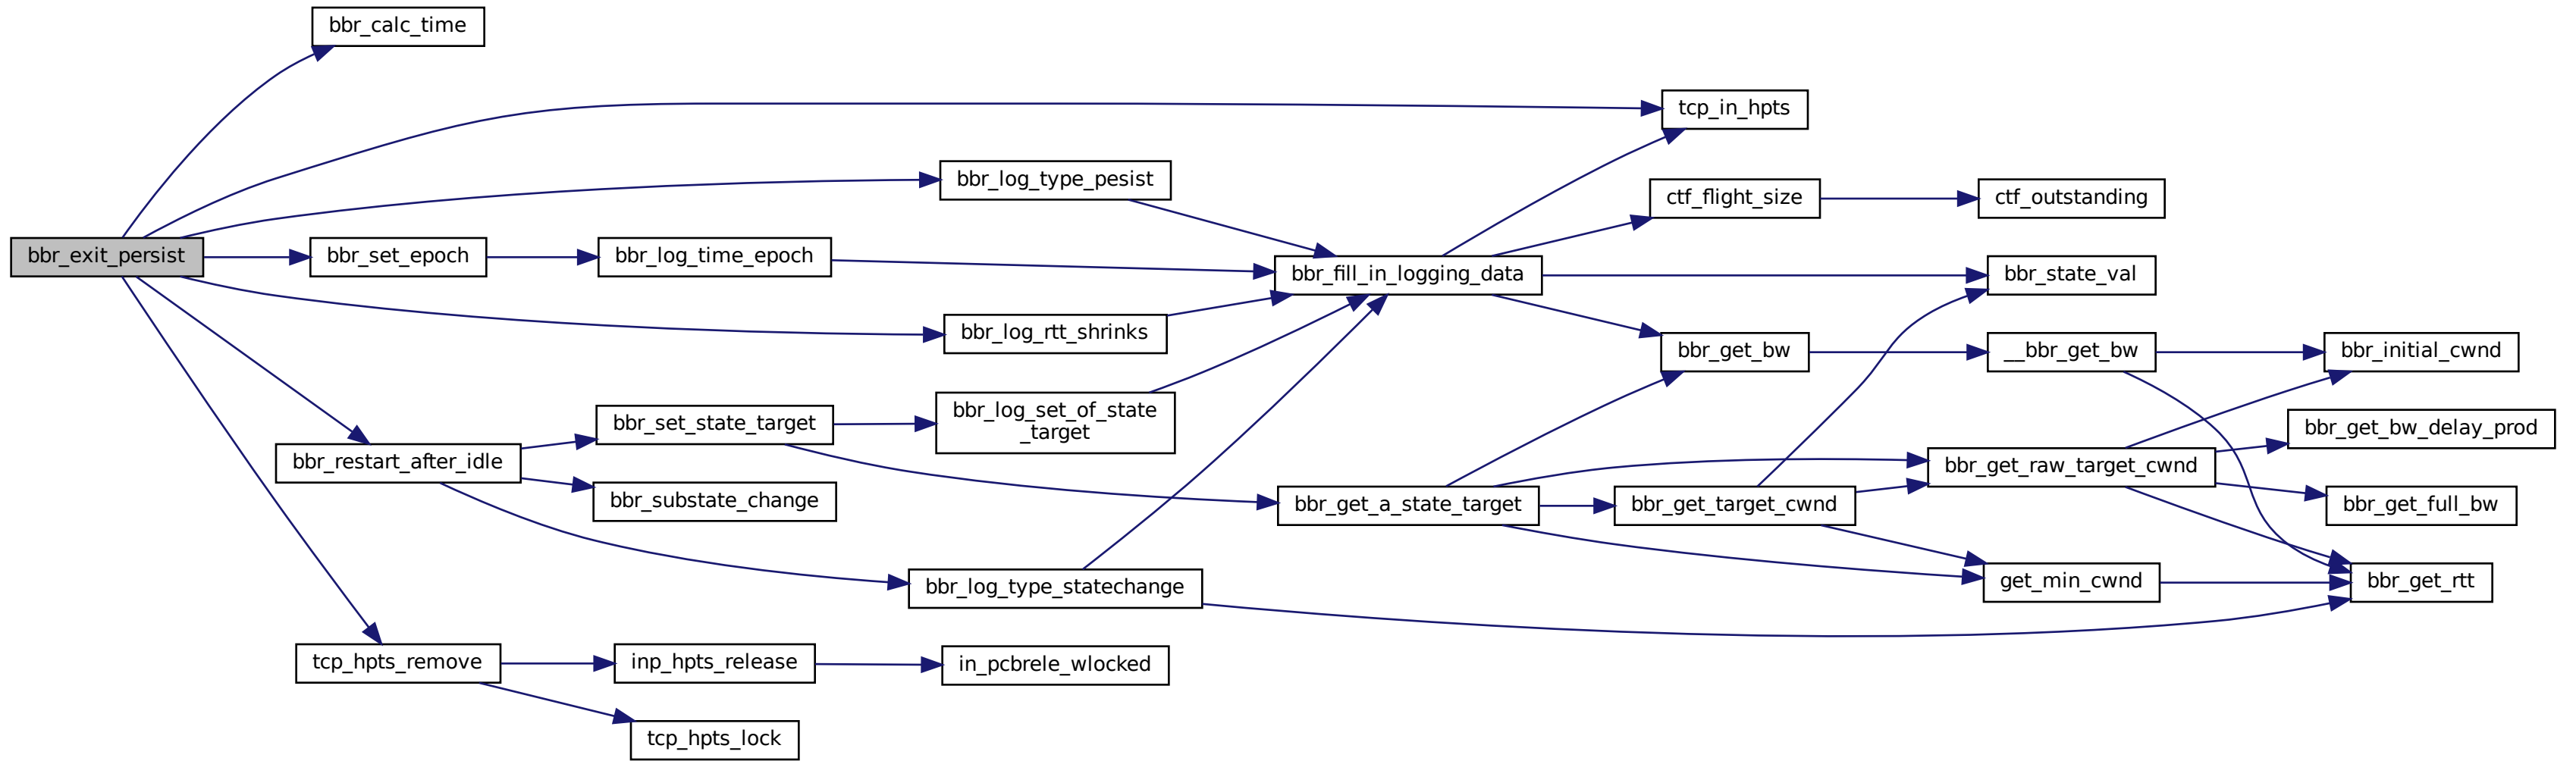 bbr_calc_time
tcp_in_hpts
bbr_log_type_pesist
ctf_flight_size
ctf_outstanding
bbr_exit_persist
bbr_set_epoch
bbr_log_time_epoch
bbr_fill_in_logging_data
bbr_state_val
bbr_log_rtt_shrinks
bbr_get_bw
__bbr_get_bw
bbr_initial_cwnd
bbr_set_state_target
bbr_log_set_of_state
_target
bbr_get_bw_delay_prod
bbr_restart_after_idle
bbr_get_raw_target_cwnd
bbr_substate_change
bbr_get_a_state_target
bbr_get_target_cwnd
bbr_get_full_bw
bbr_log_type_statechange
get_min_cwnd
bbr_get_rtt
tcp_hpts_remove
inp_hpts_release
in_pcbrele_wlocked
tcp_hpts_lock